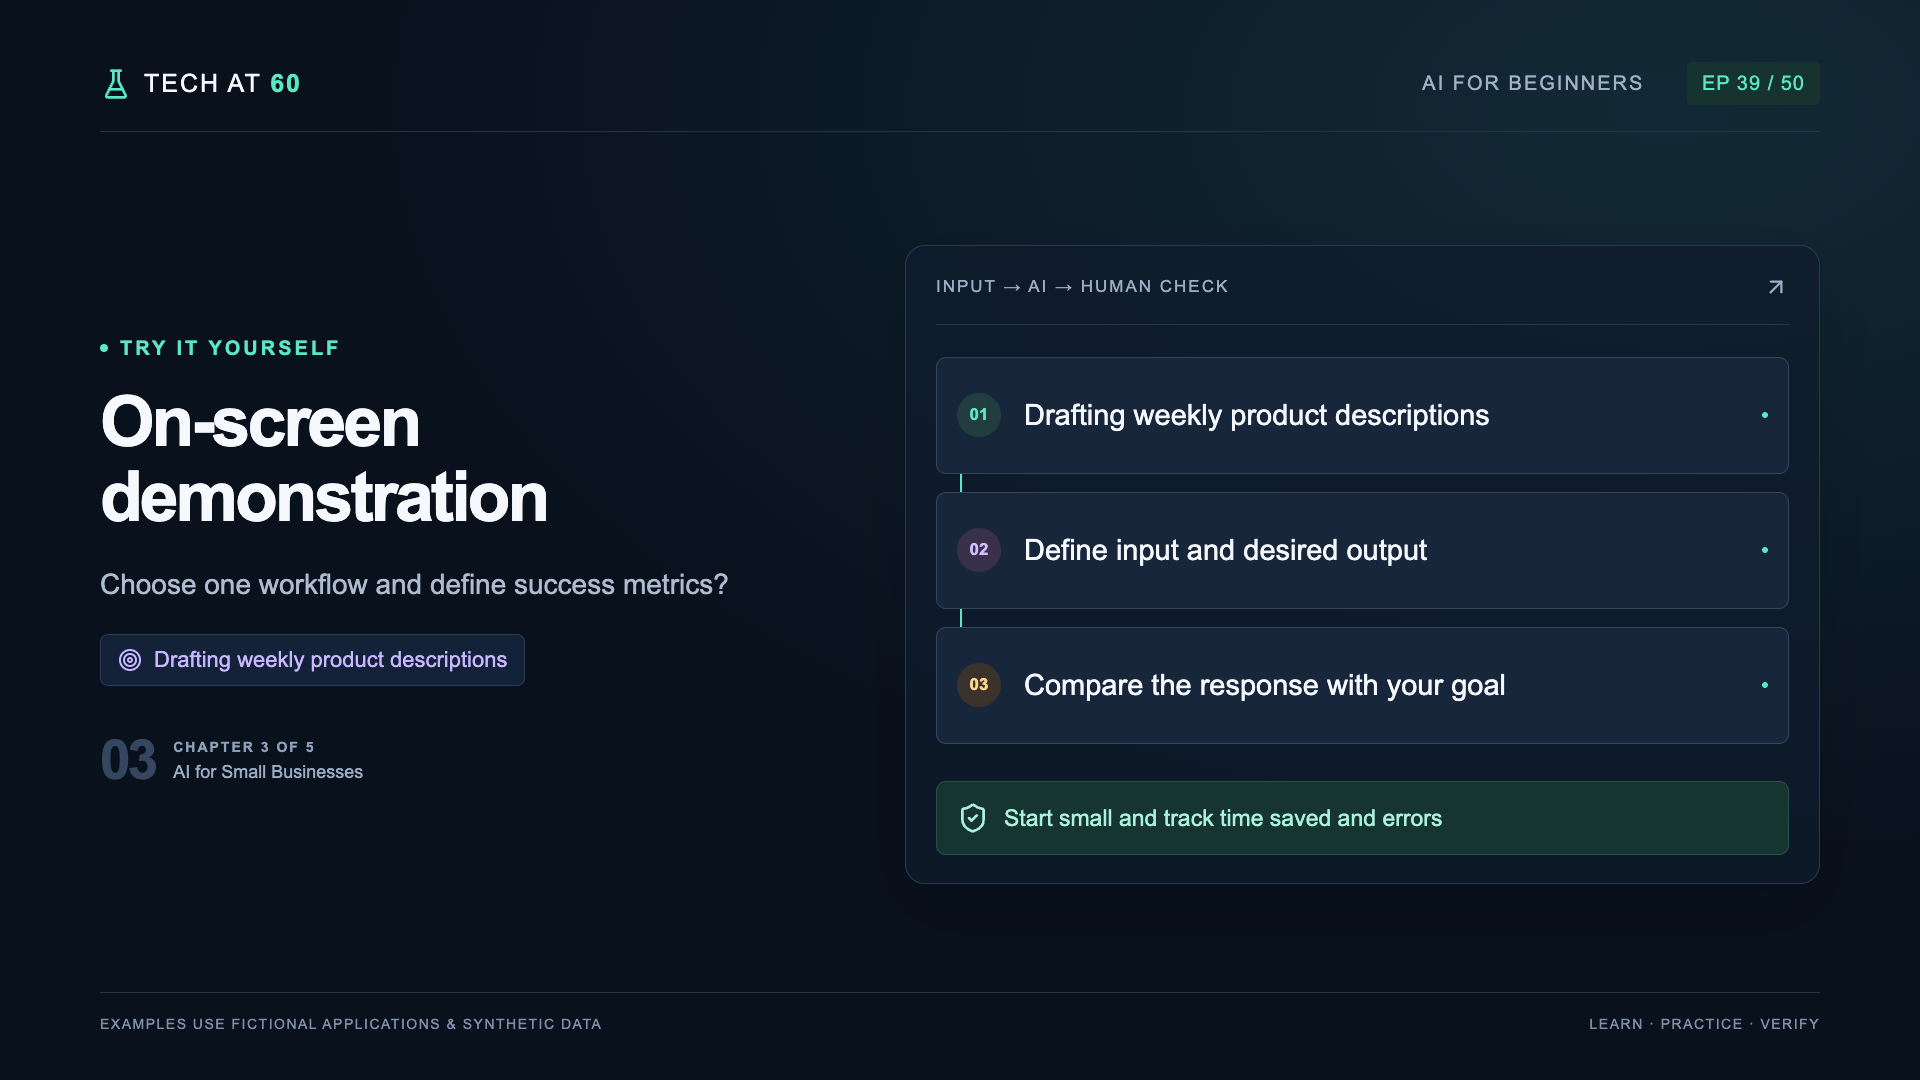 TECH AT 60
AI FOR BEGINNERS
EP 39 / 50
• TRY IT YOURSELF
On-screen
demonstration
Choose one workflow and define success metrics?
Drafting weekly product descriptions
03
CHAPTER 3 OF 5
AI for Small Businesses
INPUT → AI → HUMAN CHECK
01 Drafting weekly product descriptions
02 Define input and desired output
03 Compare the response with your goal
Start small and track time saved and errors
EXAMPLES USE FICTIONAL APPLICATIONS & SYNTHETIC DATA
LEARN · PRACTICE · VERIFY